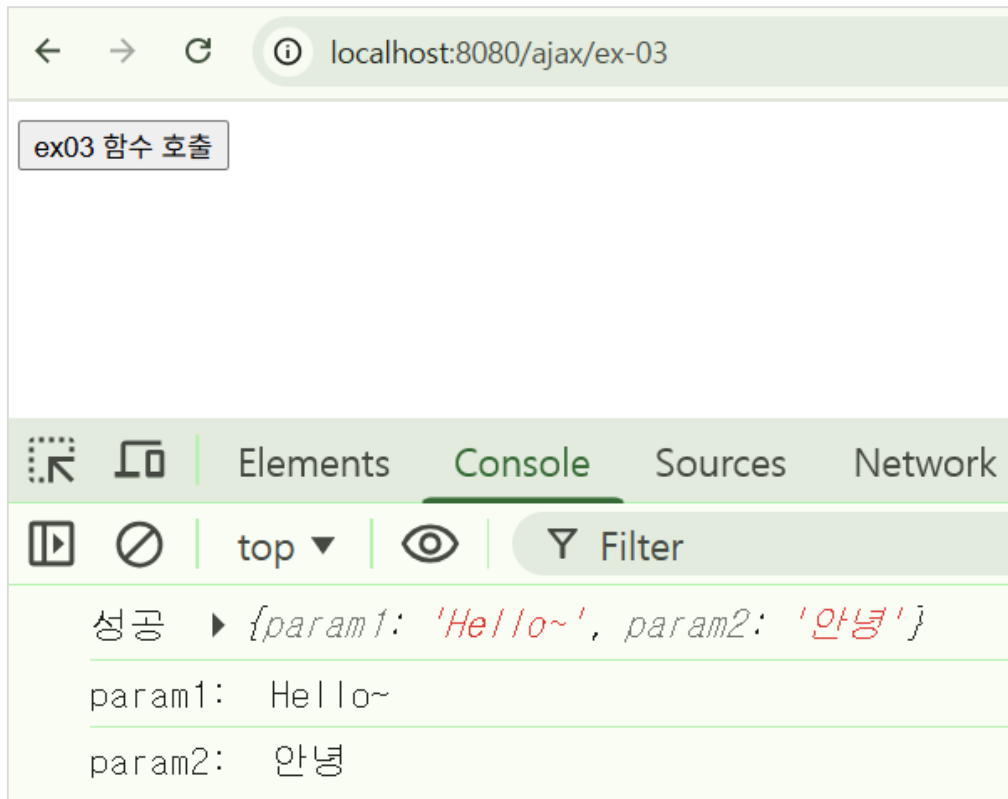 localhost:8080/ajax/ex-03
ex03 함수 호출
Elements Console Sources Network
top ▼ Filter
성공 ▶ {param1: 'Hello~', param2: '안녕'}
param1: Hello~
param2: 안녕